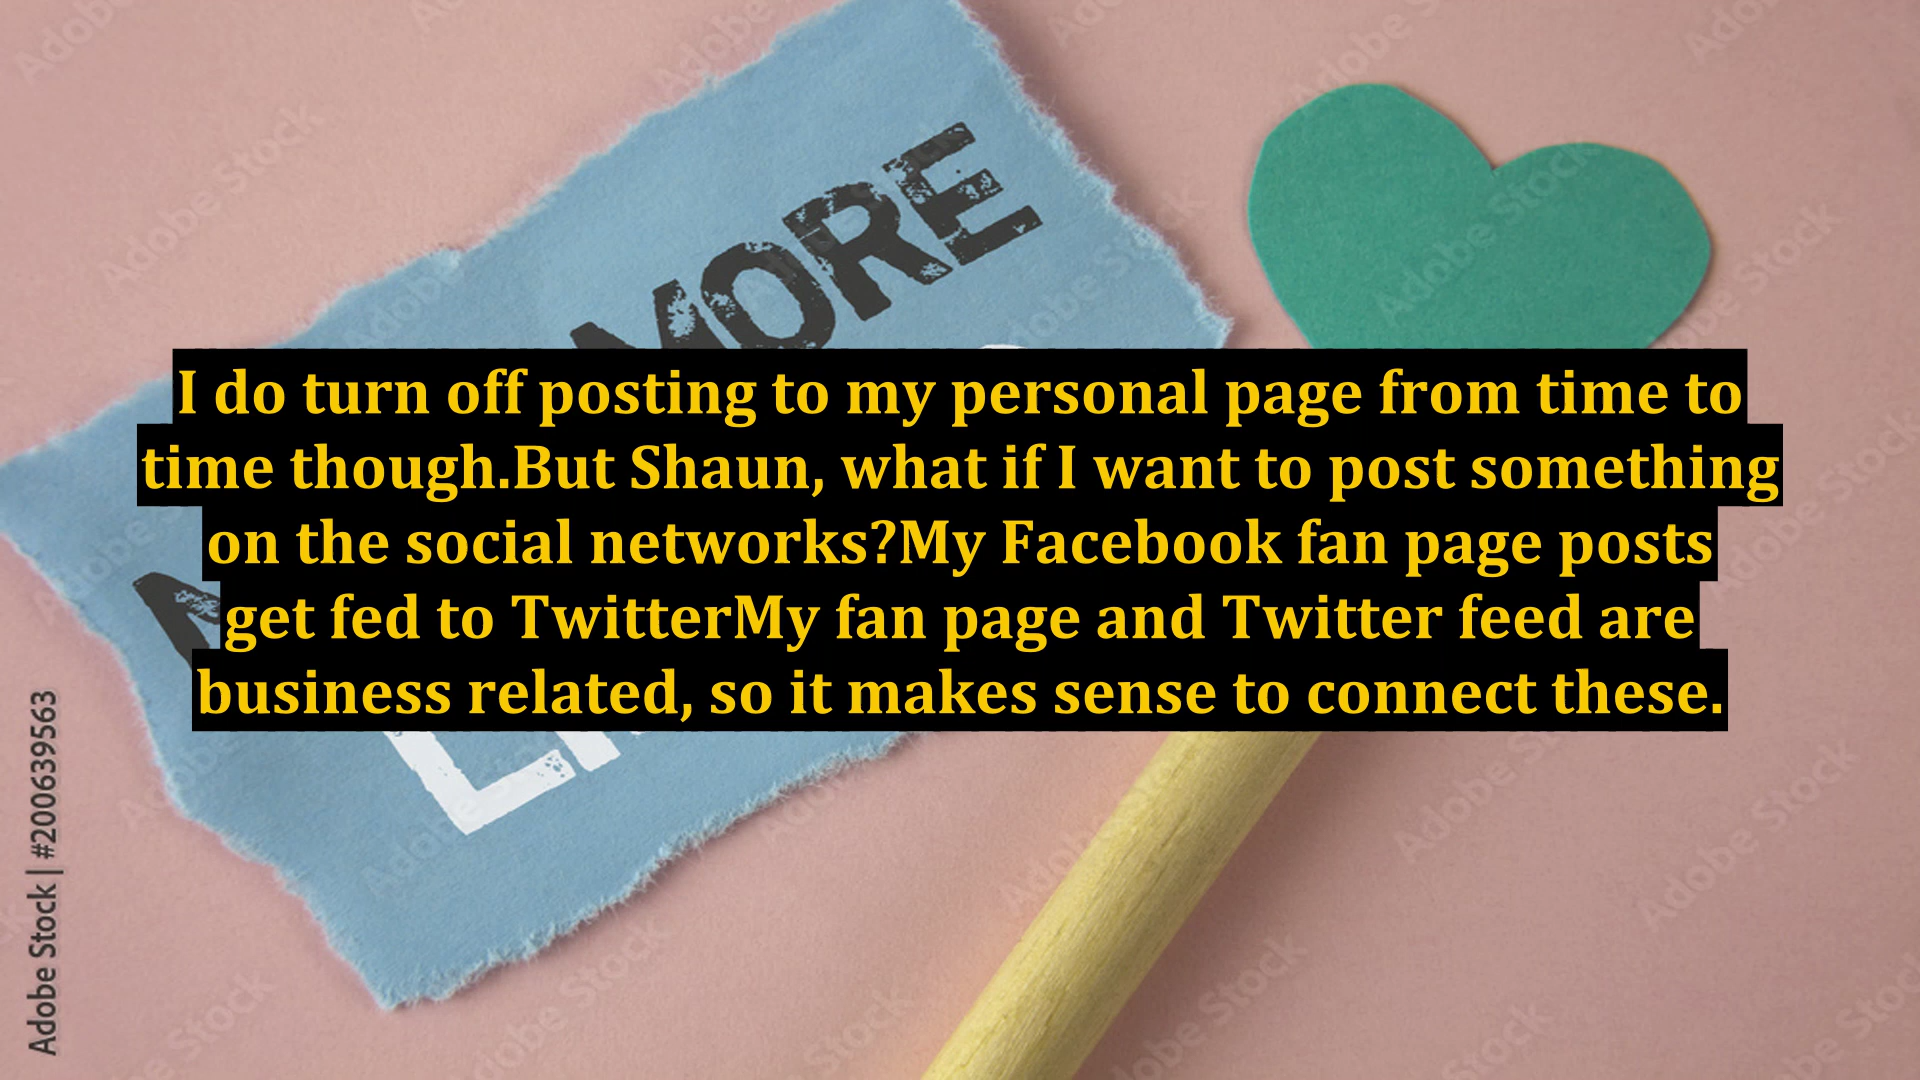 MORE
I do turn off posting to my personal page from time to
time though.But Shaun, what if I want to post something
on the social networks?My Facebook fan page posts
get fed to TwitterMy fan page and Twitter feed are
business related, so it makes sense to connect these.
Adobe Stock | #200639563